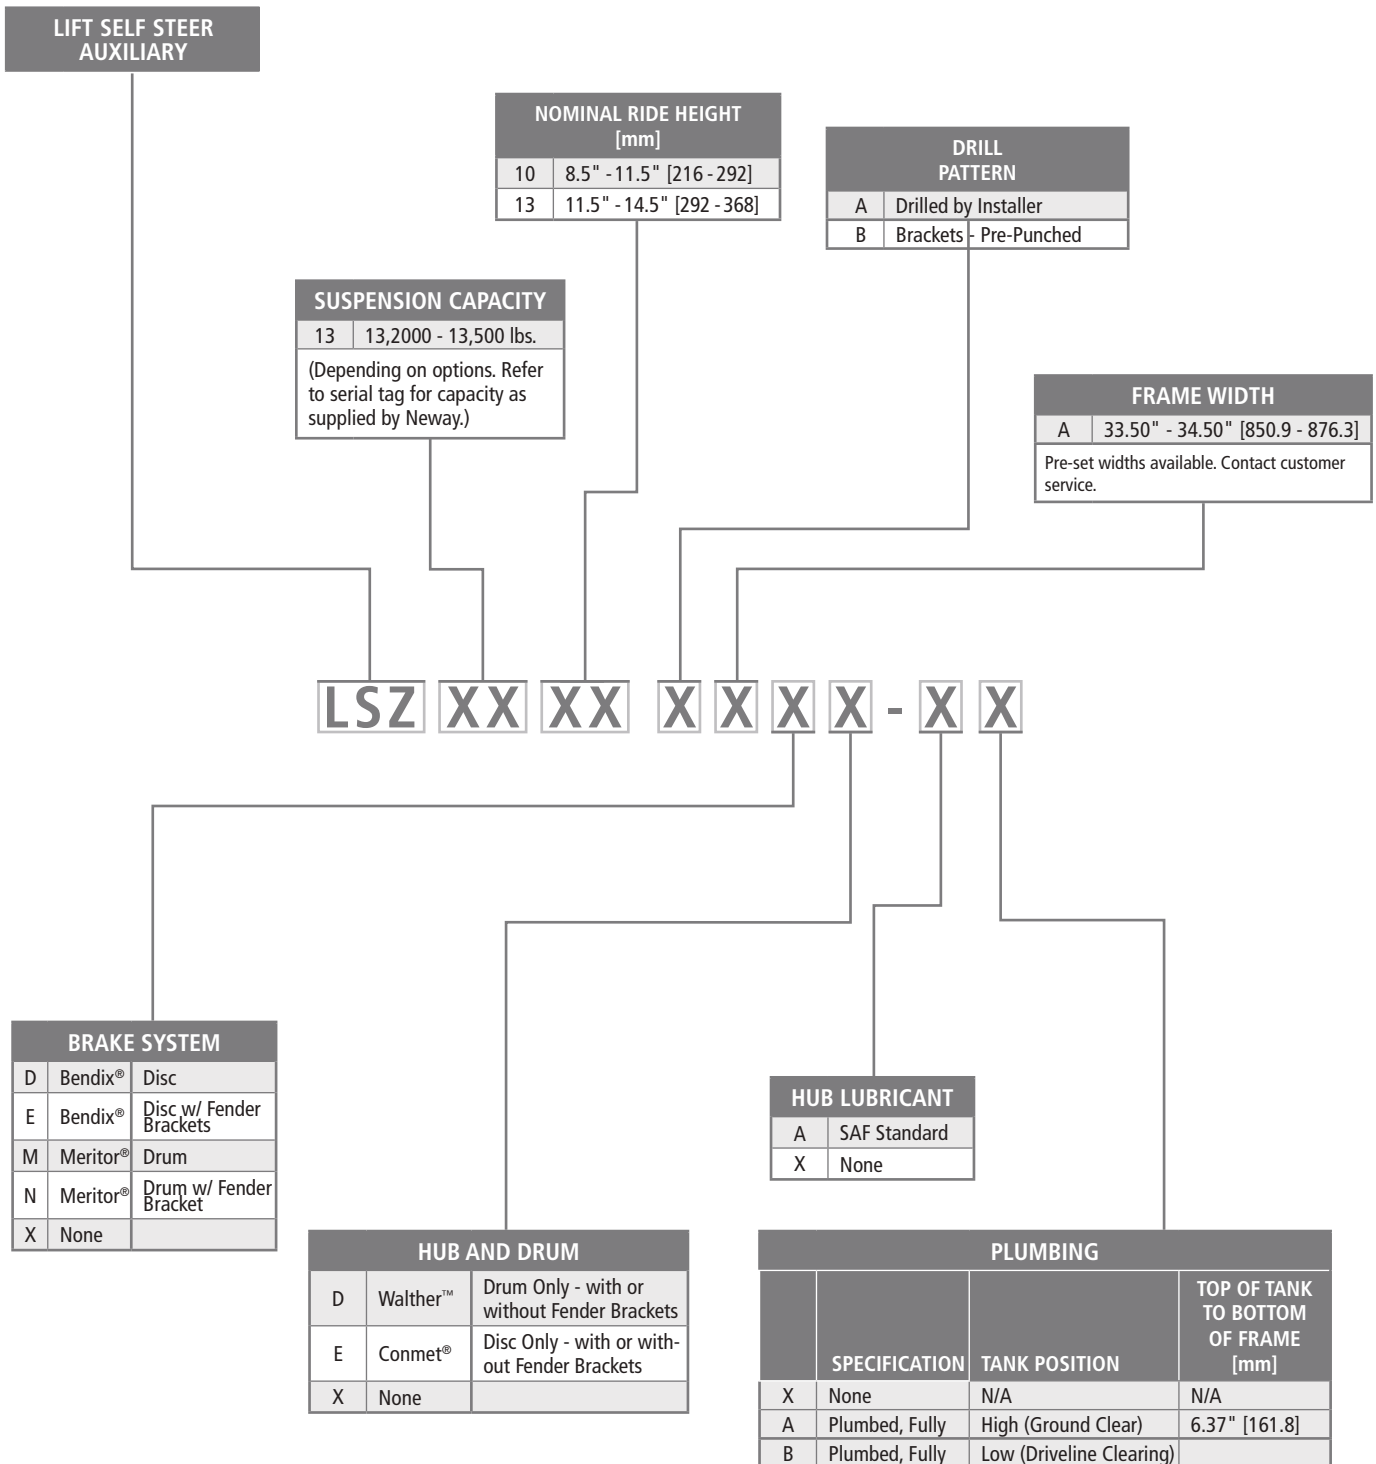 LIFT SELF STEER
AUXILIARY
NOMINAL RIDE HEIGHT
[mm]
10 8.5" - 11.5" [216 - 292]
13 11.5" - 14.5" [292 - 368]
DRILL
PATTERN
A Drilled by Installer
B Brackets - Pre-Punched
SUSPENSION CAPACITY
13 13,2000 - 13,500 lbs.
(Depending on options. Refer
to serial tag for capacity as
supplied by Neway.)
FRAME WIDTH
A 33.50" - 34.50" [850.9 - 876.3]
Pre-set widths available. Contact customer
service.
LSZ XX XX X X X X - X X
BRAKE SYSTEM
D Bendix® Disc
E Bendix® Disc w/ Fender
Brackets
M Meritor® Drum
N Meritor® Drum w/ Fender
Bracket
X None
HUB LUBRICANT
A SAF Standard
X None
HUB AND DRUM
D Walther™ Drum Only - with or
without Fender Brackets
E Conmet® Disc Only - with or with-
out Fender Brackets
X None
PLUMBING
SPECIFICATION TANK POSITION TOP OF TANK
TO BOTTOM
OF FRAME
[mm]
X None N/A N/A
A Plumbed, Fully High (Ground Clear) 6.37" [161.8]
B Plumbed, Fully Low (Driveline Clearing)